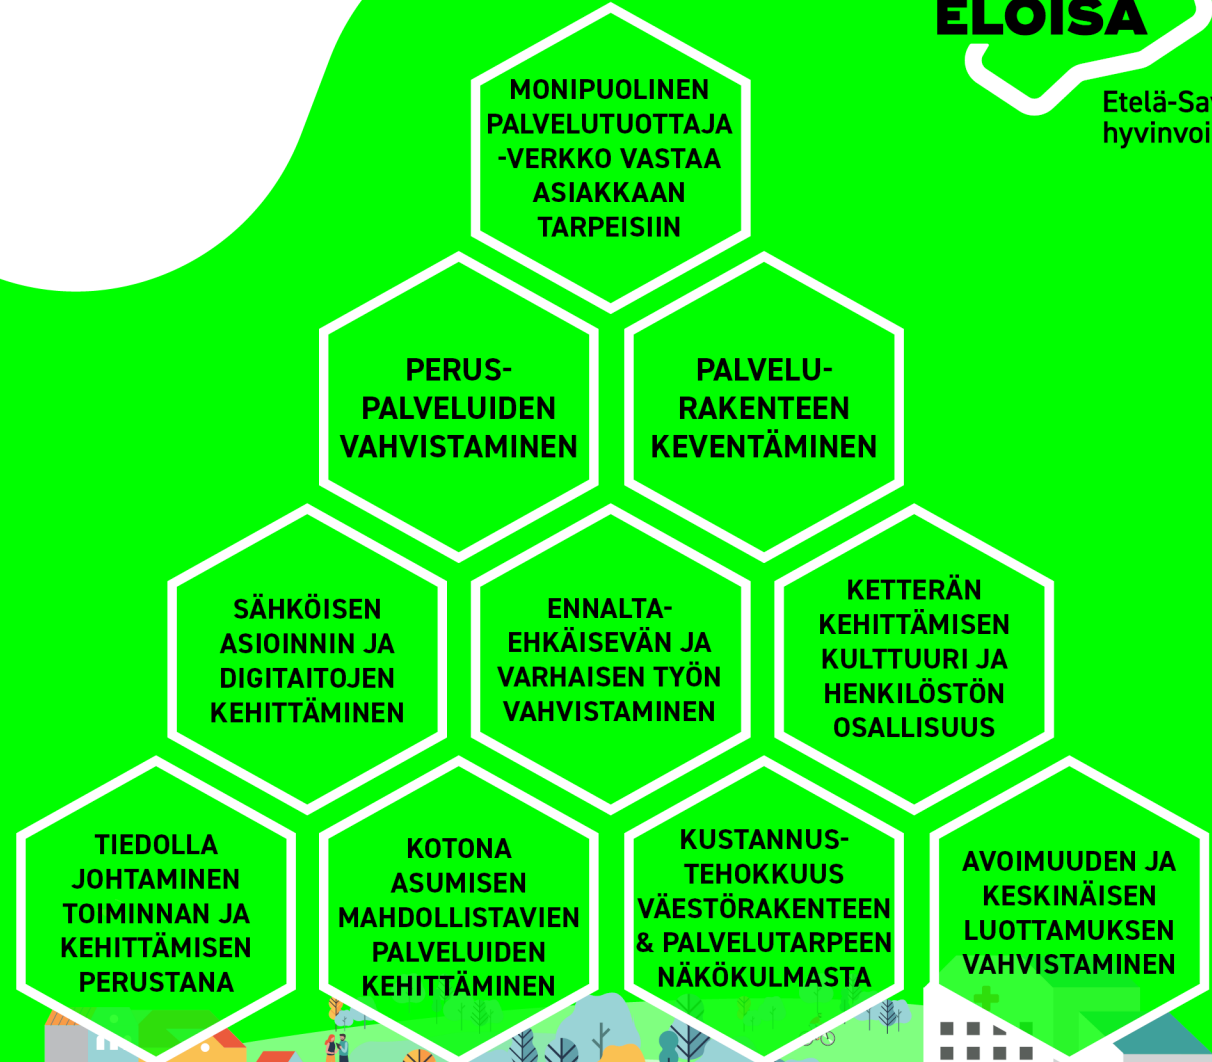 ELOISA
Etelä-Sa
hyvinvoi
MONIPUOLINEN
PALVELUTUOTTAJA
-VERKKO VASTAA
ASIAKKAAN
TARPEISIIN
PERUS-
PALVELUIDEN
VAHVISTAMINEN
PALVELU-
RAKENTEEN
KEVENTÄMINEN
SÄHKÖISEN
ASIOINNIN JA
DIGITAITOJEN
KEHITTÄMINEN
ENNALTA-
EHKÄISEVÄN JA
VARHAISEN TYÖN
VAHVISTAMINEN
KETTERÄN
KEHITTÄMISEN
KULTTUURI JA
HENKILÖSTÖN
OSALLISUUS
TIEDOLLA
JOHTAMINEN
TOIMINNAN JA
KEHITTÄMISEN
PERUSTANA
KOTONA
ASUMISEN
MAHDOLLISTAVIEN
PALVELUIDEN
KEHITTÄMINEN
KUSTANNUS-
TEHOKKUUS
VÄESTÖRAKENTEEN
& PALVELUTARPEEN
NÄKÖKULMASTA
AVOIMUUDEN JA
KESKINÄISEN
LUOTTAMUKSEN
VAHVISTAMINEN